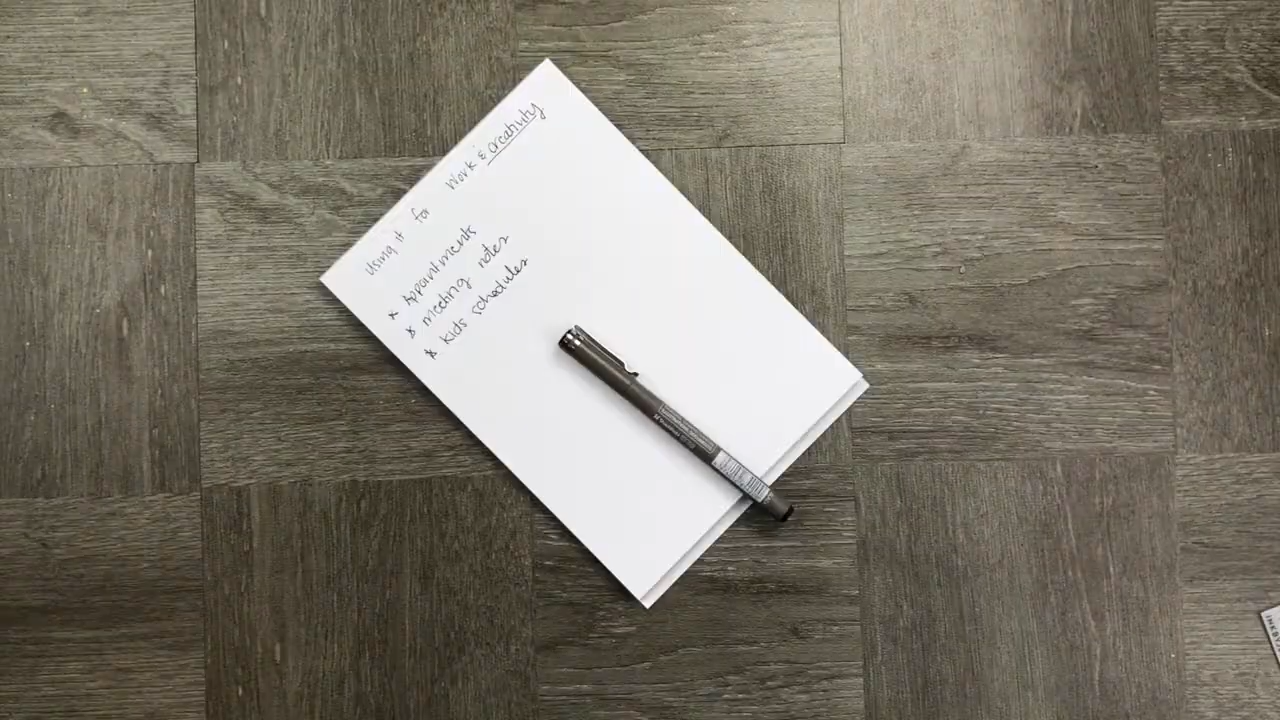 Using it for Work & creativity
* Appointments
* meeting notes
* kids schedules